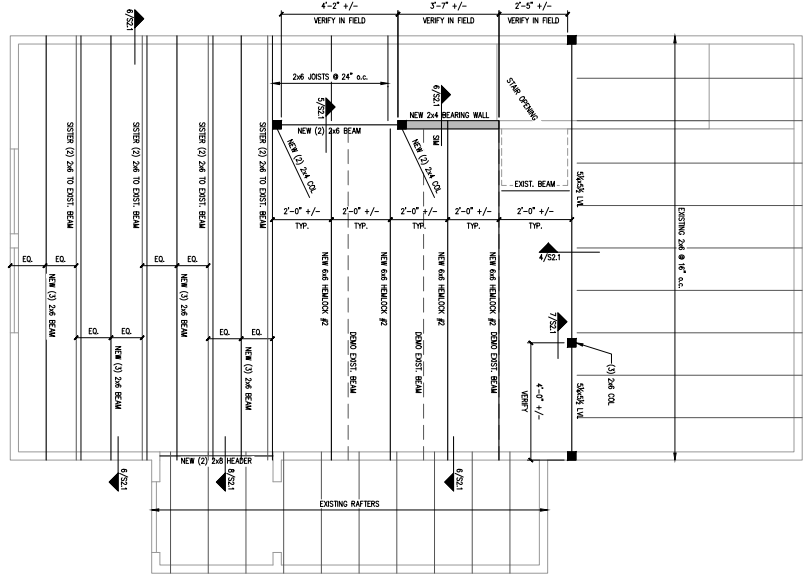 4'-2" +/-
VERIFY IN FIELD
3'-7" +/-
VERIFY IN FIELD
2'-5" +/-
VERIFY IN FIELD
6/S2.1
2x6 JOISTS @ 24" o.c.
5/S2.1
6/S2.1
SIM
STAIR OPENING
NEW 2x4 BEARING WALL
NEW (2) 2x6 BEAM
NEW (2) 2x4 COL
NEW (2) 2x4 COL
EXIST. BEAM
5¼x5½ LVL
SISTER (2) 2x6 TO EXIST. BEAM
SISTER (2) 2x6 TO EXIST. BEAM
SISTER (2) 2x6 TO EXIST. BEAM
SISTER (2) 2x6 TO EXIST. BEAM
2'-0" +/-
TYP.
2'-0" +/-
TYP.
2'-0" +/-
TYP.
2'-0" +/-
TYP.
2'-0" +/-
TYP.
EXISTING 2x6 @ 16" o.c.
4/S2.1
EQ.
EQ.
EQ.
EQ.
NEW (3) 2x6 BEAM
NEW (3) 2x6 BEAM
NEW 6x6 HEMLOCK #2
NEW 6x6 HEMLOCK #2
NEW 6x6 HEMLOCK #2
NEW 6x6 HEMLOCK #2
7/S2.1
EQ.
EQ.
EQ.
EQ.
NEW (3) 2x6 BEAM
NEW (3) 2x6 BEAM
DEMO EXIST. BEAM
DEMO EXIST. BEAM
DEMO EXIST. BEAM
(3) 2x6 COL
4'-0" +/-
VERIFY
5¼x5½ LVL
NEW (2) 2x8 HEADER
6/S2.1
8/S2.1
6/S2.1
EXISTING RAFTERS